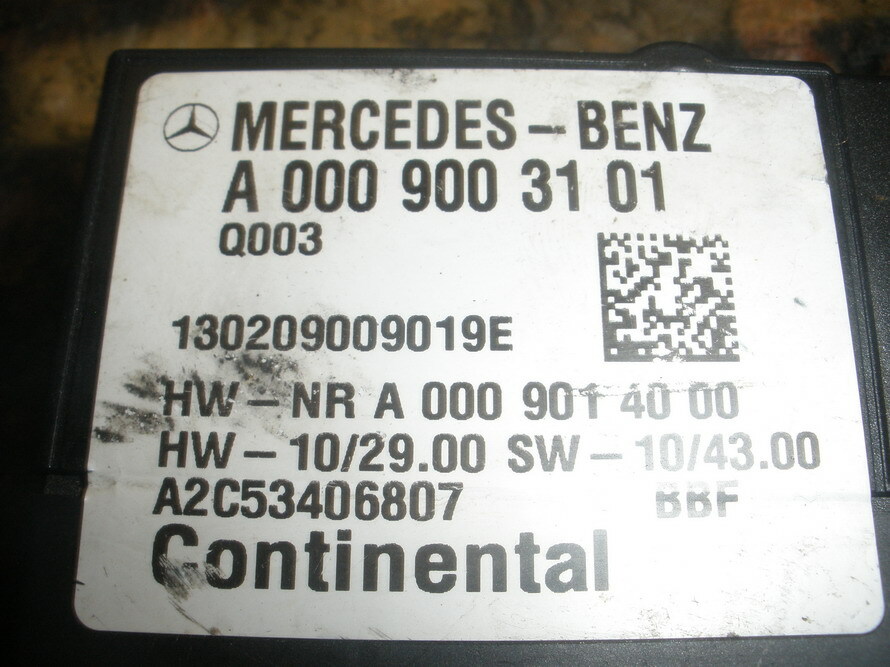 MERCEDES-BENZ
A 000 900 31 01
Q003
130209009019E
HW-NR A 000 901 40 00
HW-10/29.00 SW-10/43.00
A2C53406807 BBF
Continental